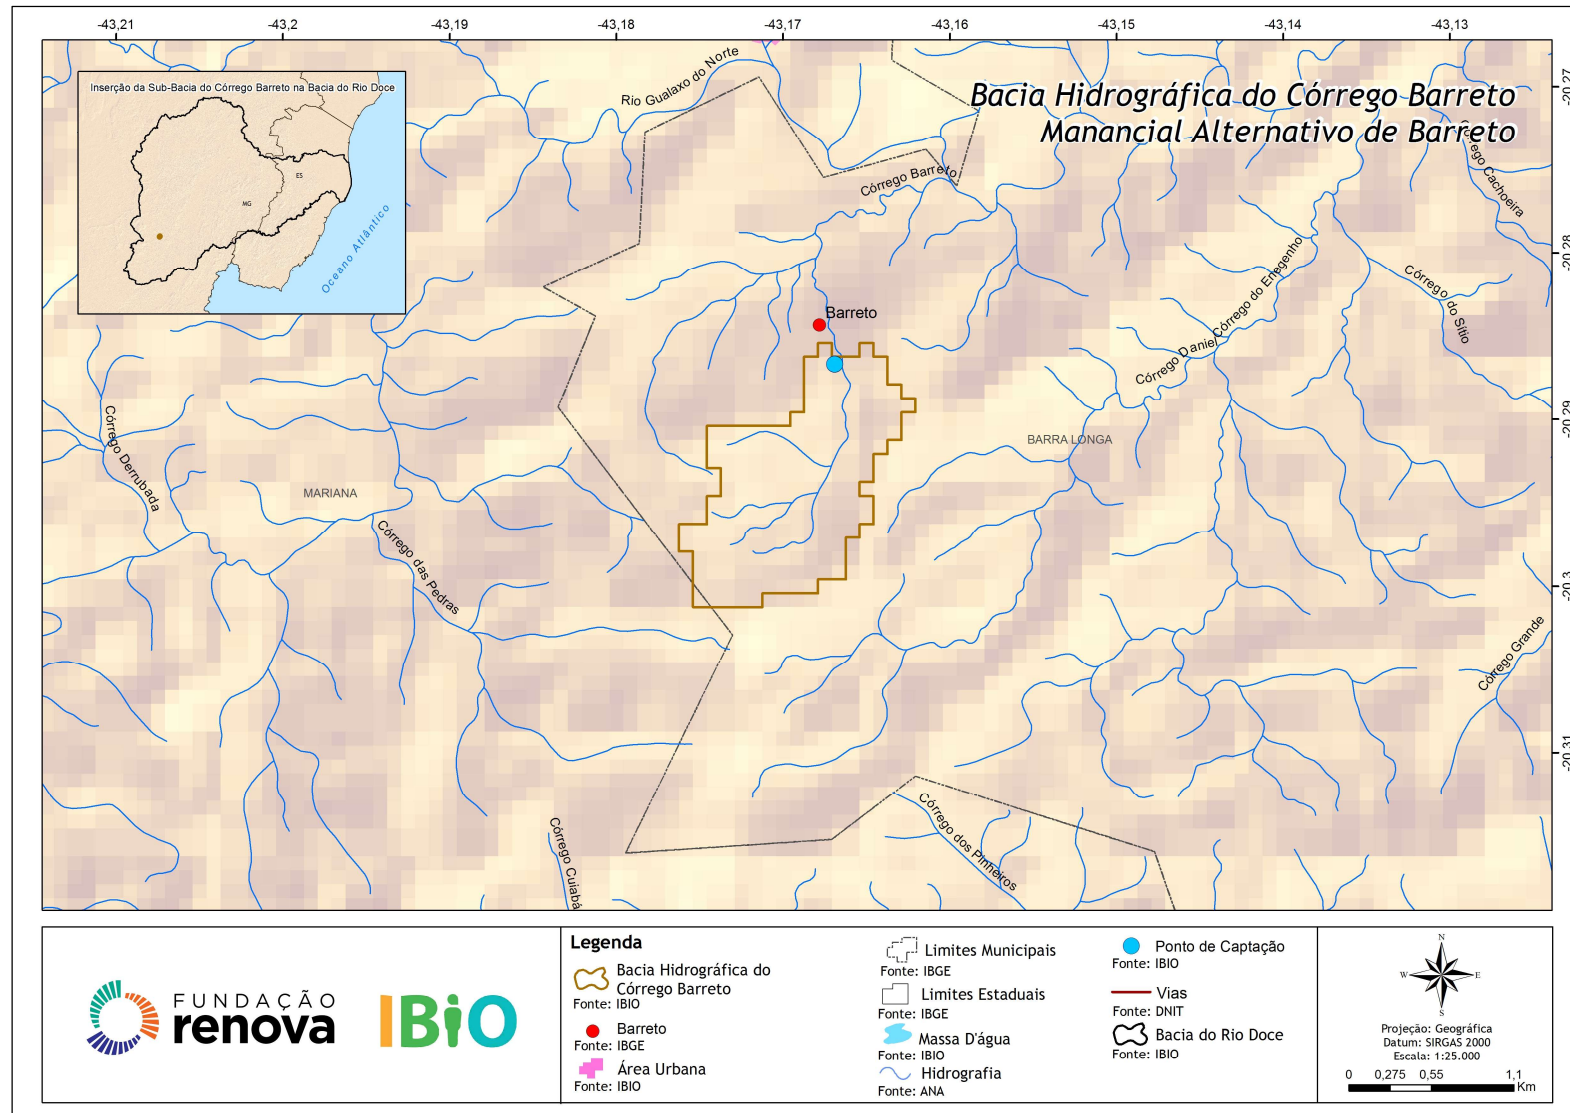 -43,21
-43,2
-43,19
-43,18
-43,17
-43,16
-43,15
-43,14
-43,13
Inserção da Sub-Bacia do Córrego Barreto na Bacia do Rio Doce
ES
MG
Oceano Atlântico
Bacia Hidrográfica do Córrego Barreto
Manancial Alternativo de Barreto
-20,27
-20,28
-20,29
-20,3
-20,31
Rio Gualaxo do Norte
Córrego Barreto
Córrego Cachoeira
Córrego do Sítio
Córrego do Engenho
Córrego Daniel
Barreto
BARRA LONGA
MARIANA
Córrego Derrubada
Córrego das Pedras
Córrego Grande
Córrego Cuiabá
Córrego dos Pinheiros
FUNDAÇÃO
renova
IBiO
Legenda
Bacia Hidrográfica do
Córrego Barreto
Fonte: IBIO
Barreto
Fonte: IBGE
Área Urbana
Fonte: IBIO
Limites Municipais
Fonte: IBGE
Limites Estaduais
Fonte: IBGE
Massa D'água
Fonte: IBIO
Hidrografia
Fonte: ANA
Ponto de Captação
Fonte: IBIO
Vias
Fonte: DNIT
Bacia do Rio Doce
Fonte: IBIO
N
W
E
S
Projeção: Geográfica
Datum: SIRGAS 2000
Escala: 1:25.000
0 0,275 0,55 1,1
Km